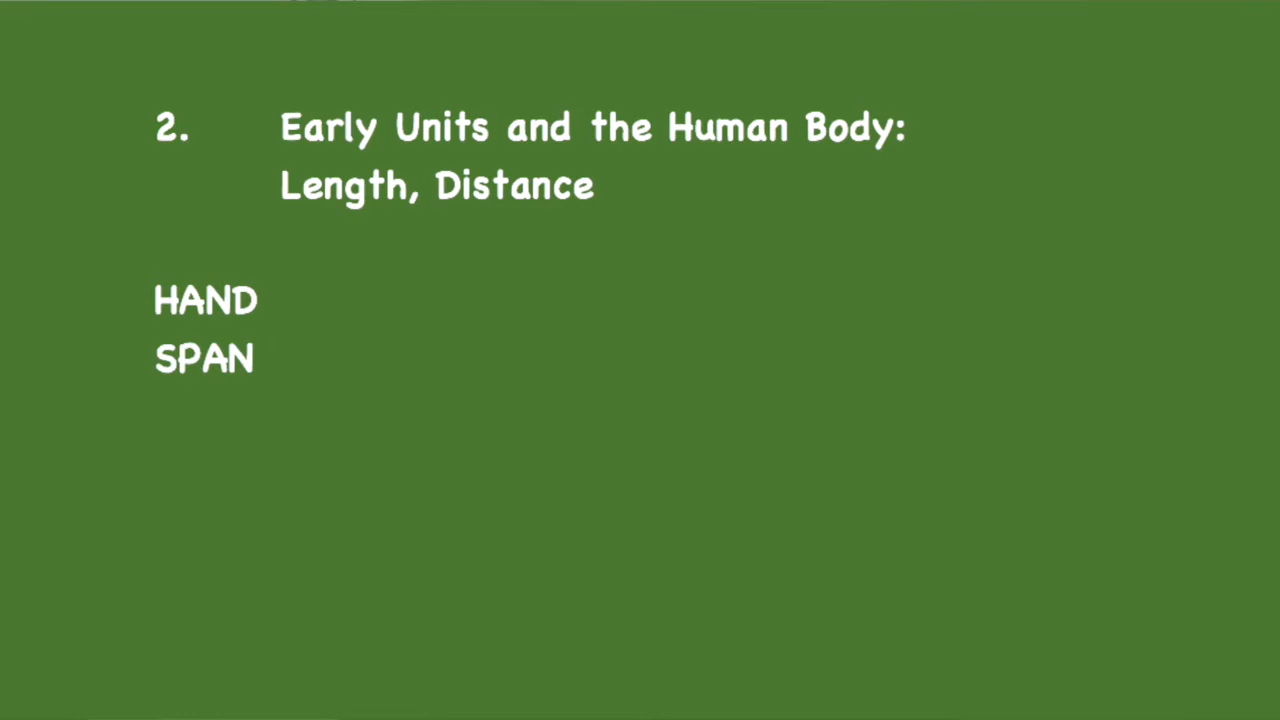 2. Early Units and the Human Body:
Length, Distance
HAND
SPAN